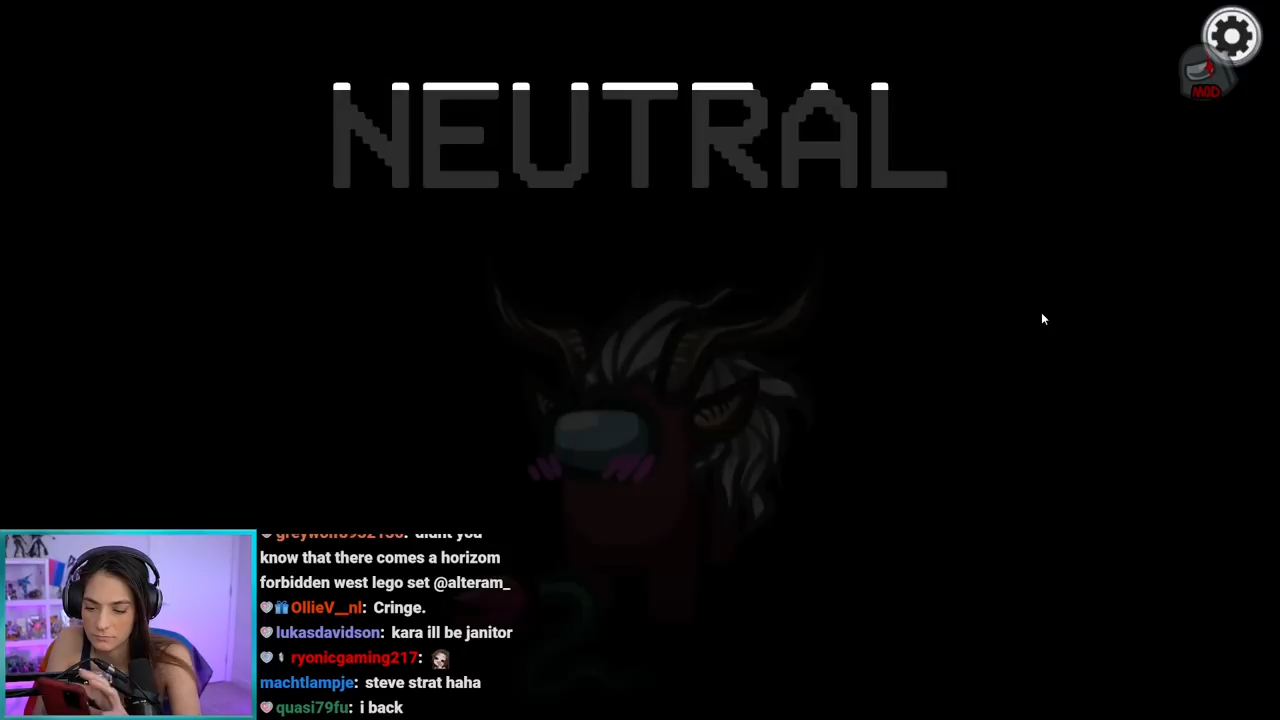 NEUTRAL
MOD
know that there comes a horizom
forbidden west lego set @alteram_
OllieV__nl: Cringe.
lukasdavidson: kara ill be janitor
ryonicgaming217:
machtlampje: steve strat haha
quasi79fu: i back